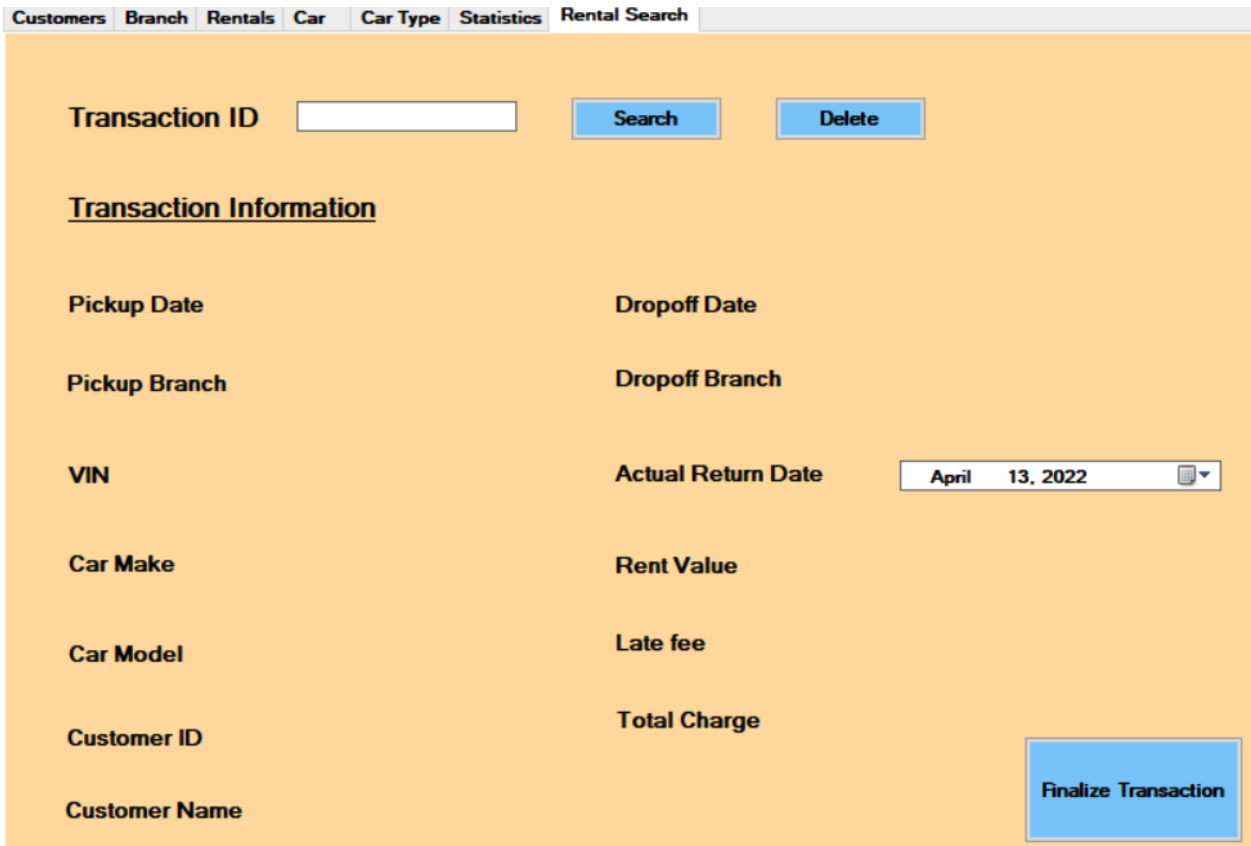 Customers Branch Rentals Car Car Type Statistics Rental Search
Transaction ID Search Delete
Transaction Information
Pickup Date Dropoff Date
Pickup Branch Dropoff Branch
VIN Actual Return Date April 13, 2022
Car Make Rent Value
Car Model Late fee
Customer ID Total Charge
Customer Name Finalize Transaction